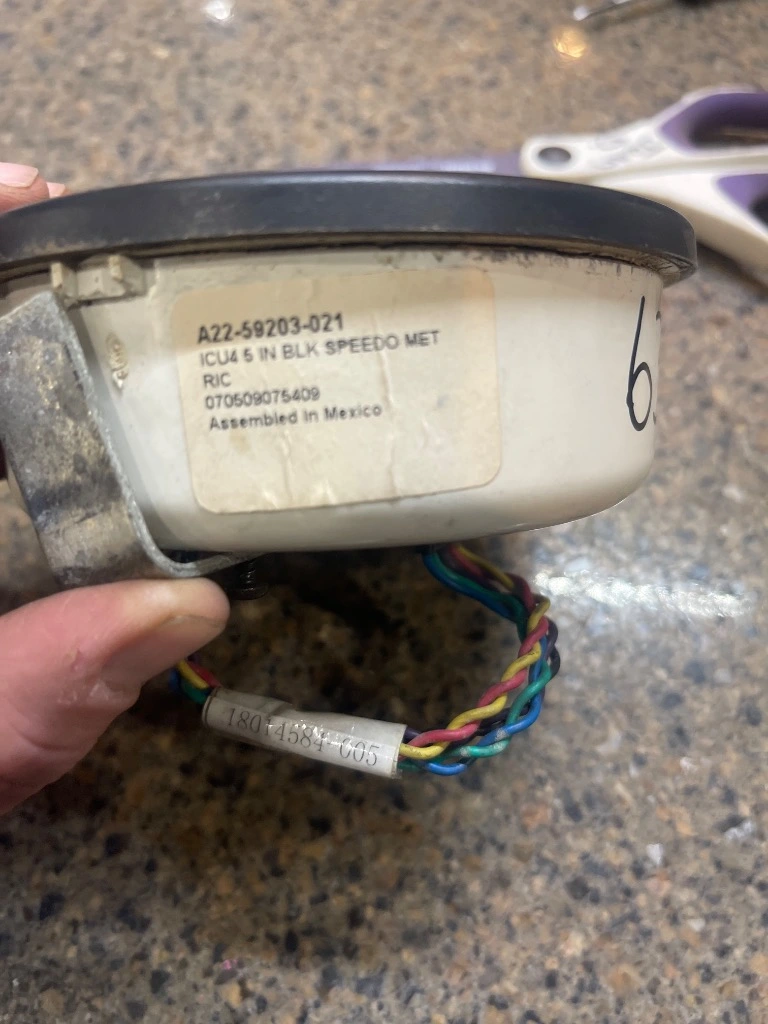 A22-59203-021
ICU4 5 IN BLK SPEEDO MET
RIC
070509075409
Assembled in Mexico
18014584-005